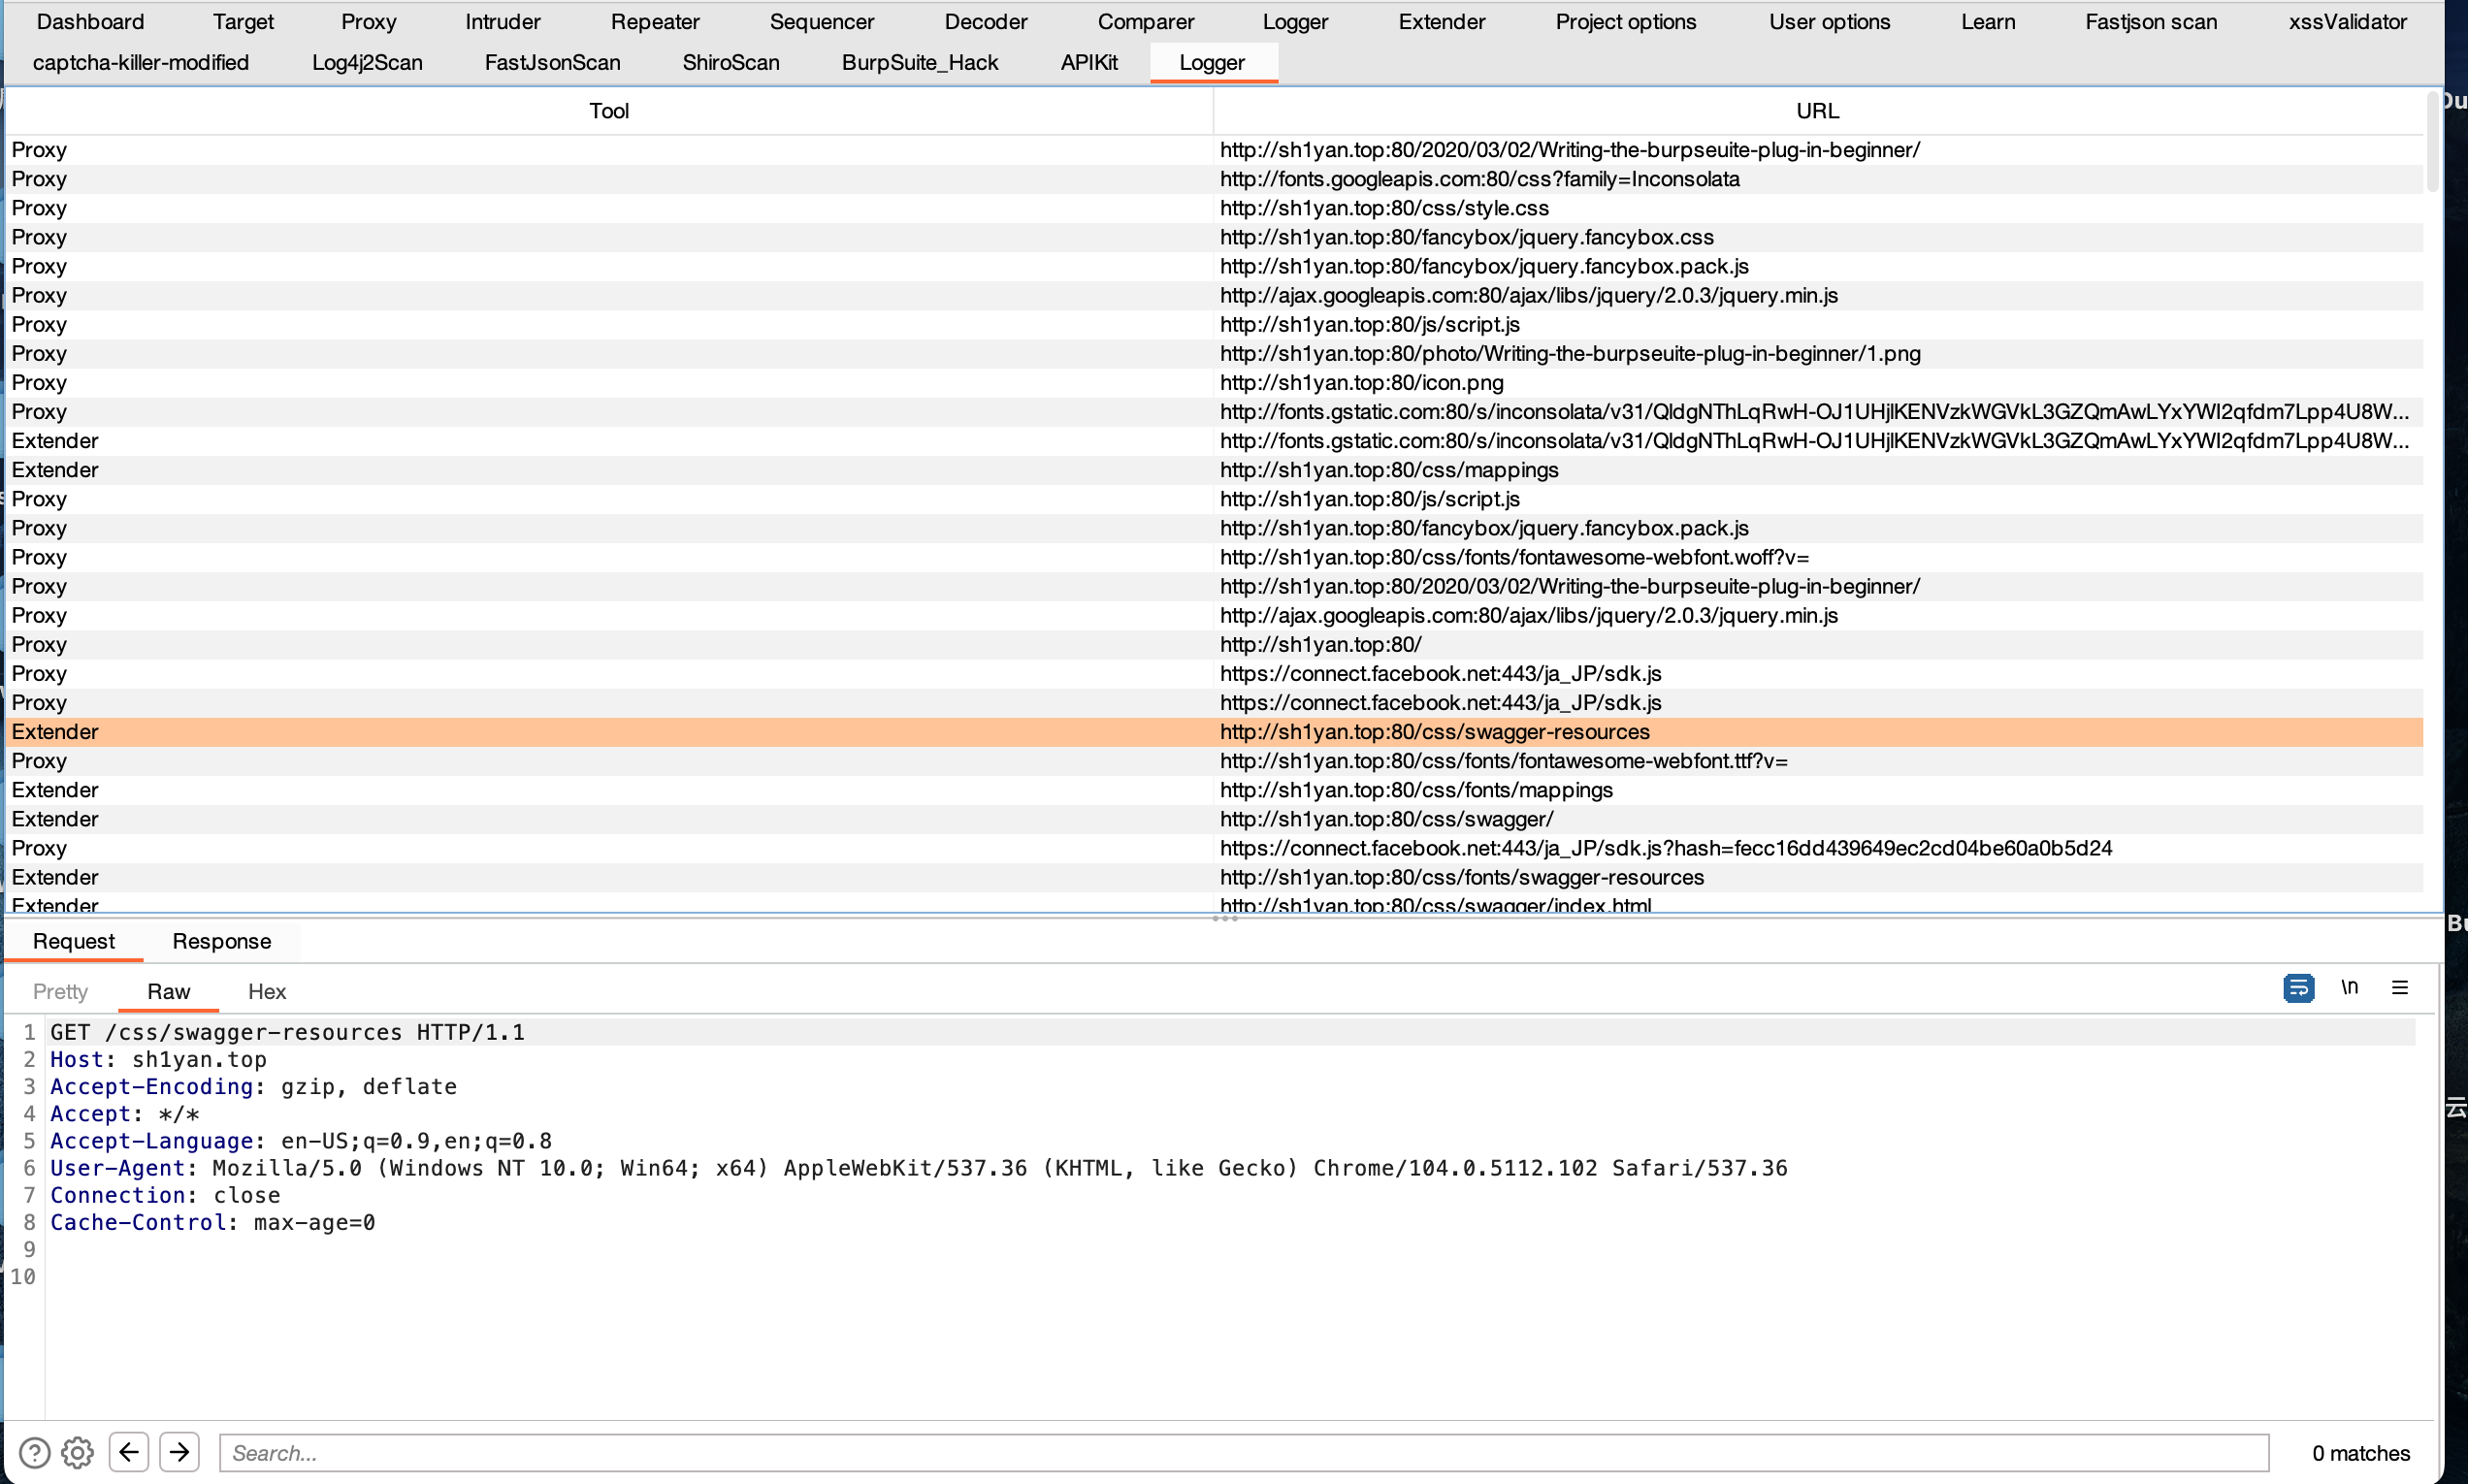 Dashboard Target Proxy Intruder Repeater Sequencer Decoder Comparer Logger Extender Project options User options Learn Fastjson scan xssValidator
captcha-killer-modified Log4j2Scan FastJsonScan ShiroScan BurpSuite_Hack APIKit Logger
Tool URL
Proxy http://sh1yan.top:80/2020/03/02/Writing-the-burpseuite-plug-in-beginner/
Proxy http://fonts.googleapis.com:80/css?family=Inconsolata
Proxy http://sh1yan.top:80/css/style.css
Proxy http://sh1yan.top:80/fancybox/jquery.fancybox.css
Proxy http://sh1yan.top:80/fancybox/jquery.fancybox.pack.js
Proxy http://ajax.googleapis.com:80/ajax/libs/jquery/2.0.3/jquery.min.js
Proxy http://sh1yan.top:80/js/script.js
Proxy http://sh1yan.top:80/photo/Writing-the-burpseuite-plug-in-beginner/1.png
Proxy http://sh1yan.top:80/icon.png
Proxy http://fonts.gstatic.com:80/s/inconsolata/v31/QldgNThLqRwH-OJ1UHjlKENVzkWGVkL3GZQmAwLYxYWI2qfdm7Lpp4U8W...
Extender http://fonts.gstatic.com:80/s/inconsolata/v31/QldgNThLqRwH-OJ1UHjlKENVzkWGVkL3GZQmAwLYxYWI2qfdm7Lpp4U8W...
Extender http://sh1yan.top:80/css/mappings
Proxy http://sh1yan.top:80/js/script.js
Proxy http://sh1yan.top:80/fancybox/jquery.fancybox.pack.js
Proxy http://sh1yan.top:80/css/fonts/fontawesome-webfont.woff?v=
Proxy http://sh1yan.top:80/2020/03/02/Writing-the-burpseuite-plug-in-beginner/
Proxy http://ajax.googleapis.com:80/ajax/libs/jquery/2.0.3/jquery.min.js
Proxy http://sh1yan.top:80/
Proxy https://connect.facebook.net:443/ja_JP/sdk.js
Proxy https://connect.facebook.net:443/ja_JP/sdk.js
Extender http://sh1yan.top:80/css/swagger-resources
Proxy http://sh1yan.top:80/css/fonts/fontawesome-webfont.ttf?v=
Extender http://sh1yan.top:80/css/fonts/mappings
Extender http://sh1yan.top:80/css/swagger/
Proxy https://connect.facebook.net:443/ja_JP/sdk.js?hash=fecc16dd439649ec2cd04be60a0b5d24
Extender http://sh1yan.top:80/css/fonts/swagger-resources
Extender http://sh1yan.top:80/css/swagger/index.html
Request Response
Pretty Raw Hex \n
1 GET /css/swagger-resources HTTP/1.1
2 Host: sh1yan.top
3 Accept-Encoding: gzip, deflate
4 Accept: */*
5 Accept-Language: en-US;q=0.9,en;q=0.8
6 User-Agent: Mozilla/5.0 (Windows NT 10.0; Win64; x64) AppleWebKit/537.36 (KHTML, like Gecko) Chrome/104.0.5112.102 Safari/537.36
7 Connection: close
8 Cache-Control: max-age=0
9
10
Search... 0 matches